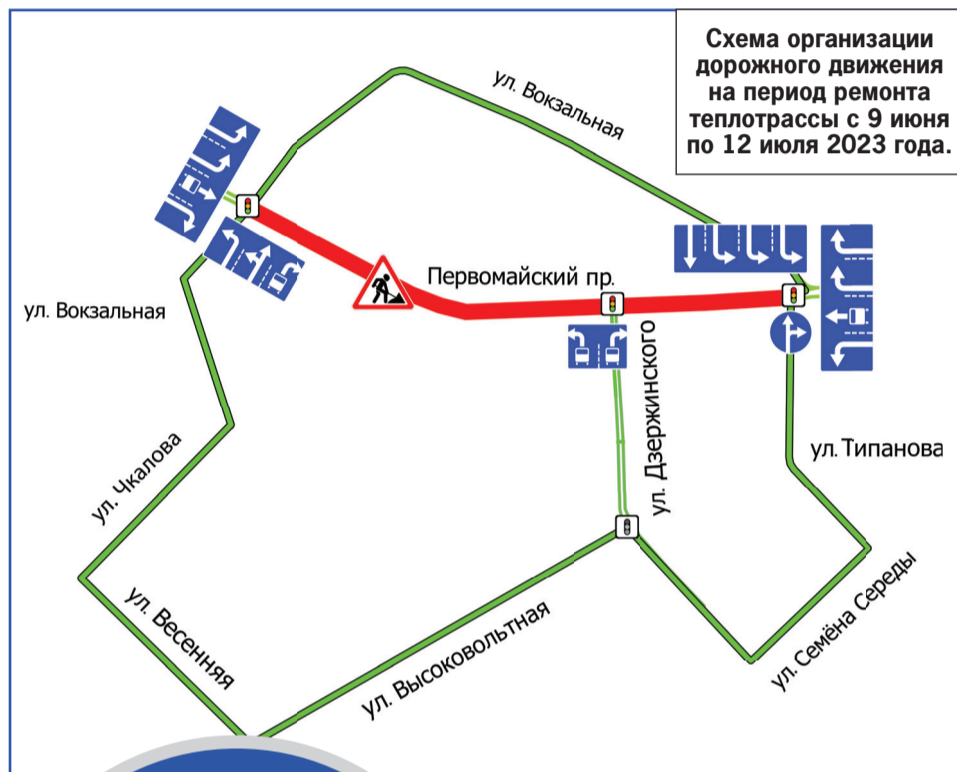 Схема организации
дорожного движения
на период ремонта
теплотрассы с 9 июня
по 12 июля 2023 года.
ул. Вокзальная
Первомайский пр.
ул. Вокзальная
ул. Дзержинского
ул. Типанова
ул. Чкалова
ул. Весенняя
ул. Высоковольтная
ул. Семёна Середы